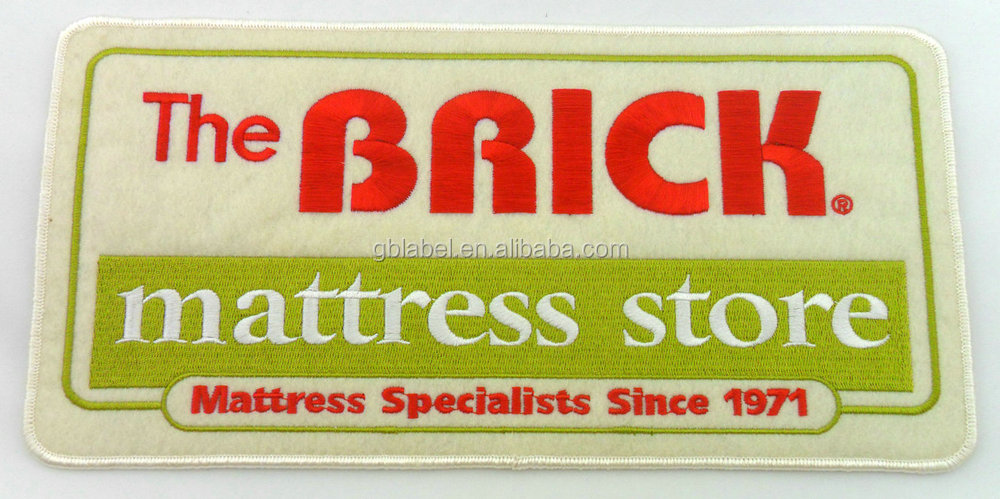 The BRICK®
gblabel.en.alibaba.com
mattress store
Mattress Specialists Since 1971